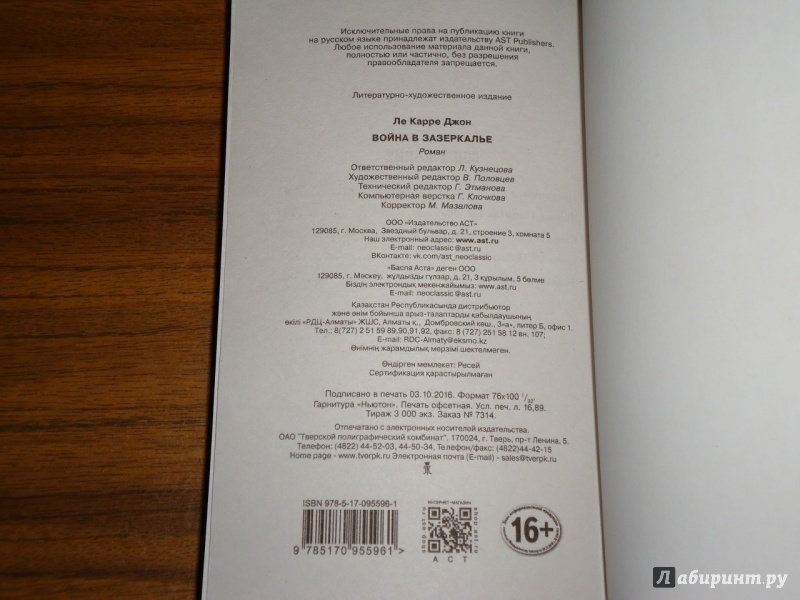 Исключительные права на публикацию книги
на русском языке принадлежат издательству AST Publishers.
Любое использование материала данной книги,
полностью или частично, без разрешения
правообладателя запрещается.
Литературно-художественное издание
Ле Карре Джон
ВОЙНА В ЗАЗЕРКАЛЬЕ
Роман
Ответственный редактор Л. Кузнецова
Художественный редактор В. Половцев
Технический редактор Г. Этманова
Компьютерная верстка Г. Клочкова
Корректор М. Мазалова
ООО «Издательство АСТ»
129085, г. Москва, Звездный бульвар, д. 21, строение 3, комната 5
Наш электронный адрес: www.ast.ru
E-mail: neoclassic@ast.ru
ВКонтакте: vk.com/ast_neoclassic
«Баспа Аста» деген ООО
129085, г. Мәскеу, жұлдызды гүлзар, д. 21, 3 құрылым, 5 бөлме
Біздің электрондық мекенжайымыз: www.ast.ru
E-mail: neoclassic@ast.ru
Қазақстан Республикасында дистрибьютор
және өнім бойынша арыз-талаптарды қабылдаушының
өкілі «РДЦ-Алматы» ЖШС, Алматы қ., Домбровский көш., 3«а», литер Б, офис 1.
Тел.: 8(727) 2 51 59 89,90,91,92, факс: 8 (727) 251 58 12 вн. 107;
E-mail: RDC-Almaty@eksmo.kz
Өнімнің жарамдылық мерзімі шектелмеген.
Өндірген мемлекет: Ресей
Сертификация қарастырылмаған
Подписано в печать 03.10.2016. Формат 76x100 1/32.
Гарнитура «Ньютон». Печать офсетная. Усл. печ. л. 16,89.
Тираж 3 000 экз. Заказ № 7314.
Отпечатано с электронных носителей издательства.
ОАО "Тверской полиграфический комбинат". 170024, г. Тверь, пр-т Ленина, 5.
Телефон: (4822) 44-52-03, 44-50-34, Телефон/факс: (4822)44-42-15
Home page - www.tverpk.ru Электронная почта (E-mail) - sales@tverpk.ru
ISBN 978-5-17-095596-1
9 785170 955961 >
ИНТЕРНЕТ-МАГАЗИН
shop.ast.ru
shop.ast.ru
АСТ
16+
Лабиринт.ру